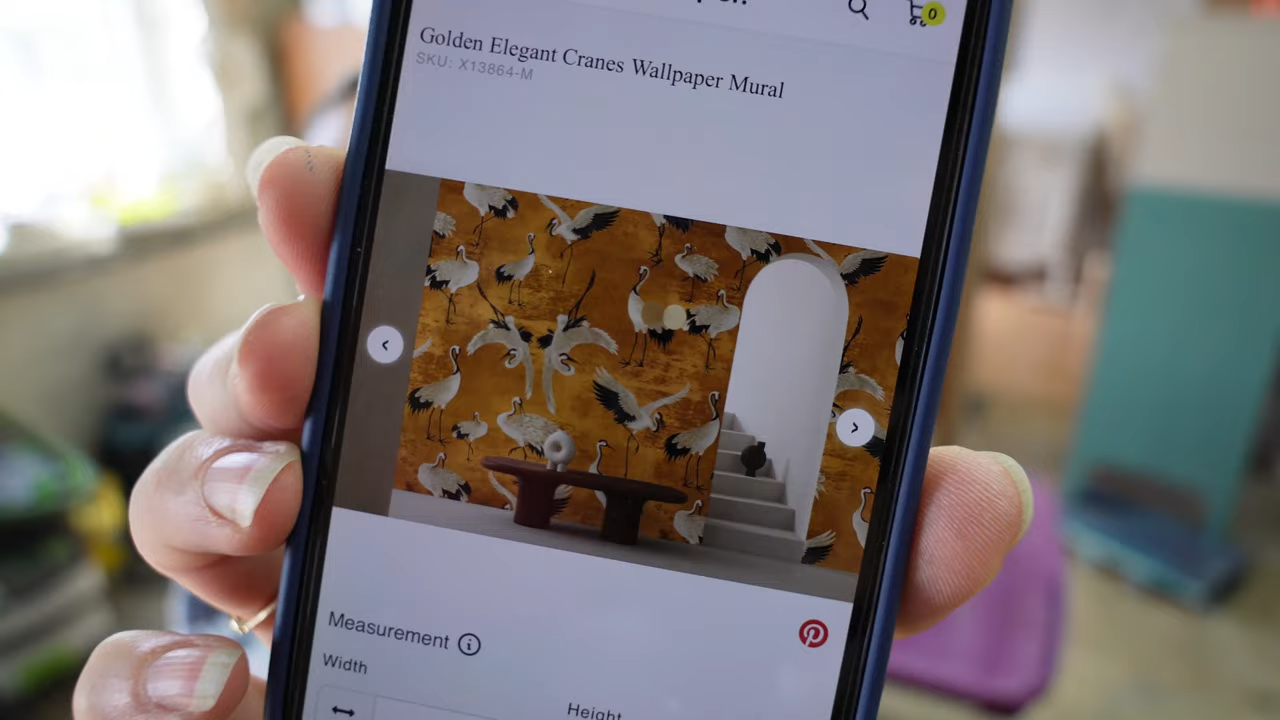 0
Golden Elegant Cranes Wallpaper Mural
SKU: X13864-M
Measurement
Width
Height